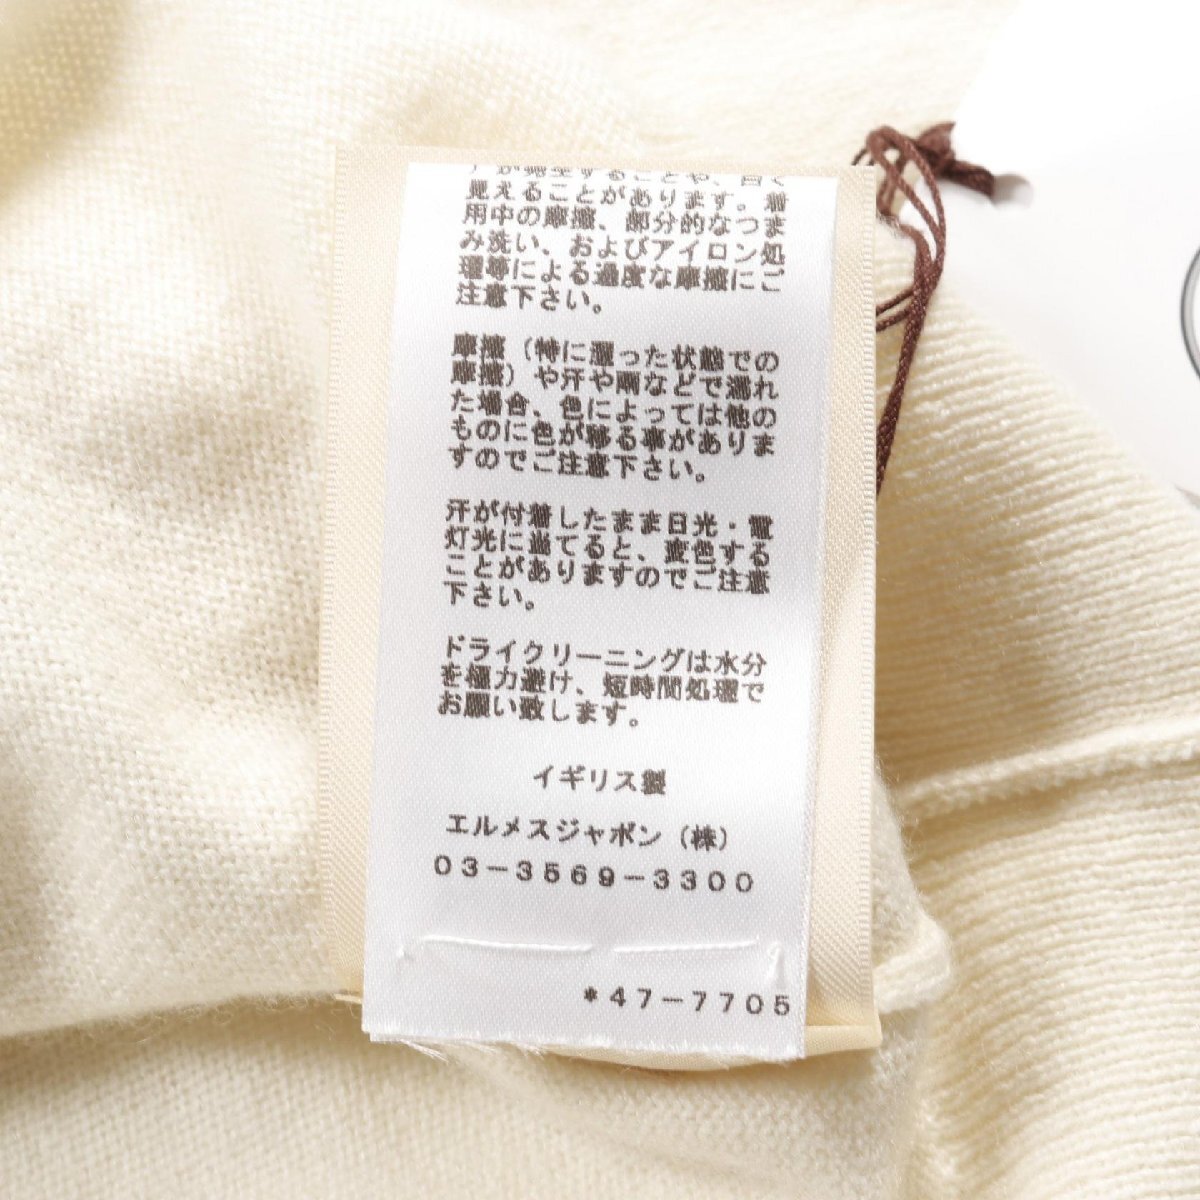 が発生することや、白く
見えることがあります。着
用中の摩擦、部分的なつま
み洗い、およびアイロン処
理等による過度な摩擦にご
注意下さい。
摩擦（特に湿った状態での
摩擦）や汗や雨などで濡れ
た場合、色によっては他の
ものに色が移る事がありま
すのでご注意下さい。
汗が付着したまま日光・電
灯光に当てると、変色する
ことがありますのでご注意
下さい。
ドライクリーニングは水分
を極力避け、短時間処理で
お願い致します。
イギリス製
エルメスジャポン（株）
03-3569-3300
*47-7705